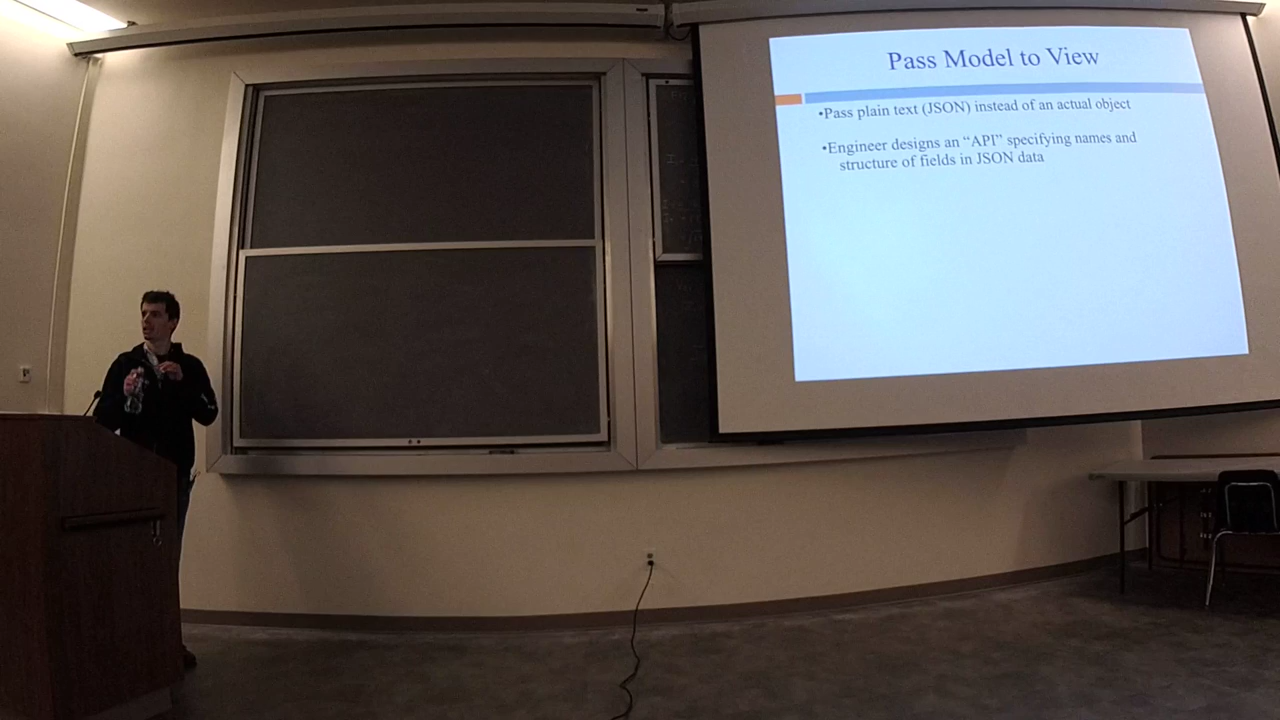 Pass Model to View
•Pass plain text (JSON) instead of an actual object
•Engineer designs an “API” specifying names and
structure of fields in JSON data